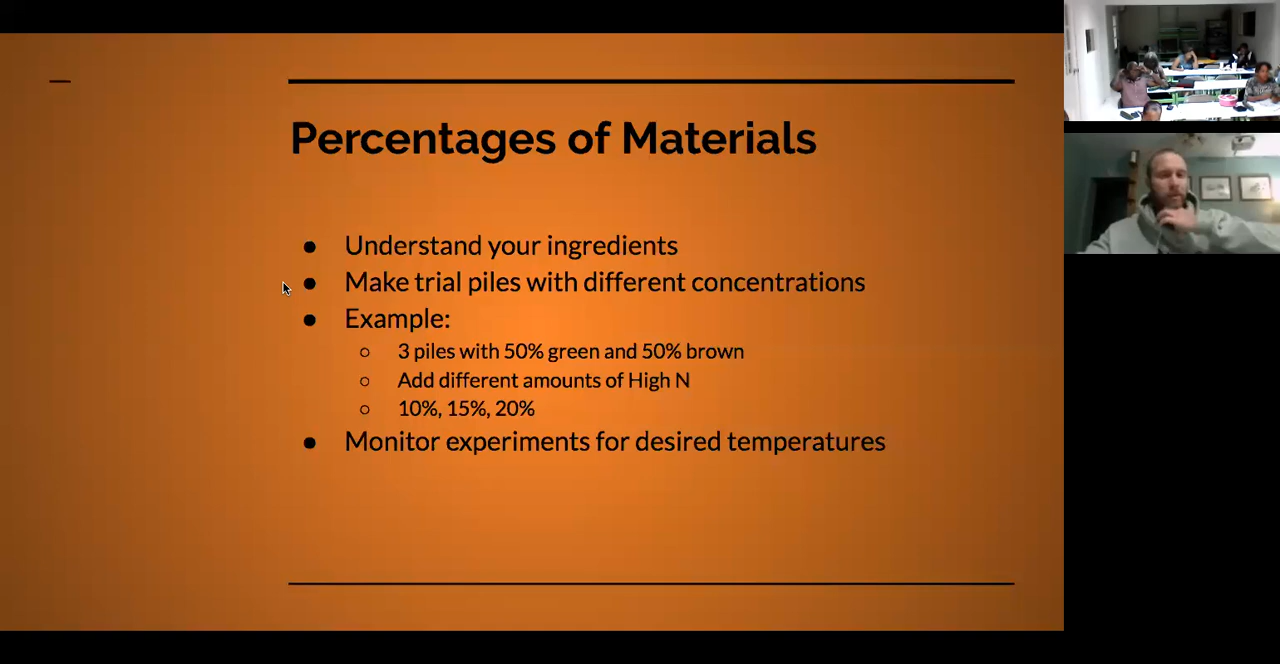 Percentages of Materials
Understand your ingredients
Make trial piles with different concentrations
Example:
3 piles with 50% green and 50% brown
Add different amounts of High N
10%, 15%, 20%
Monitor experiments for desired temperatures